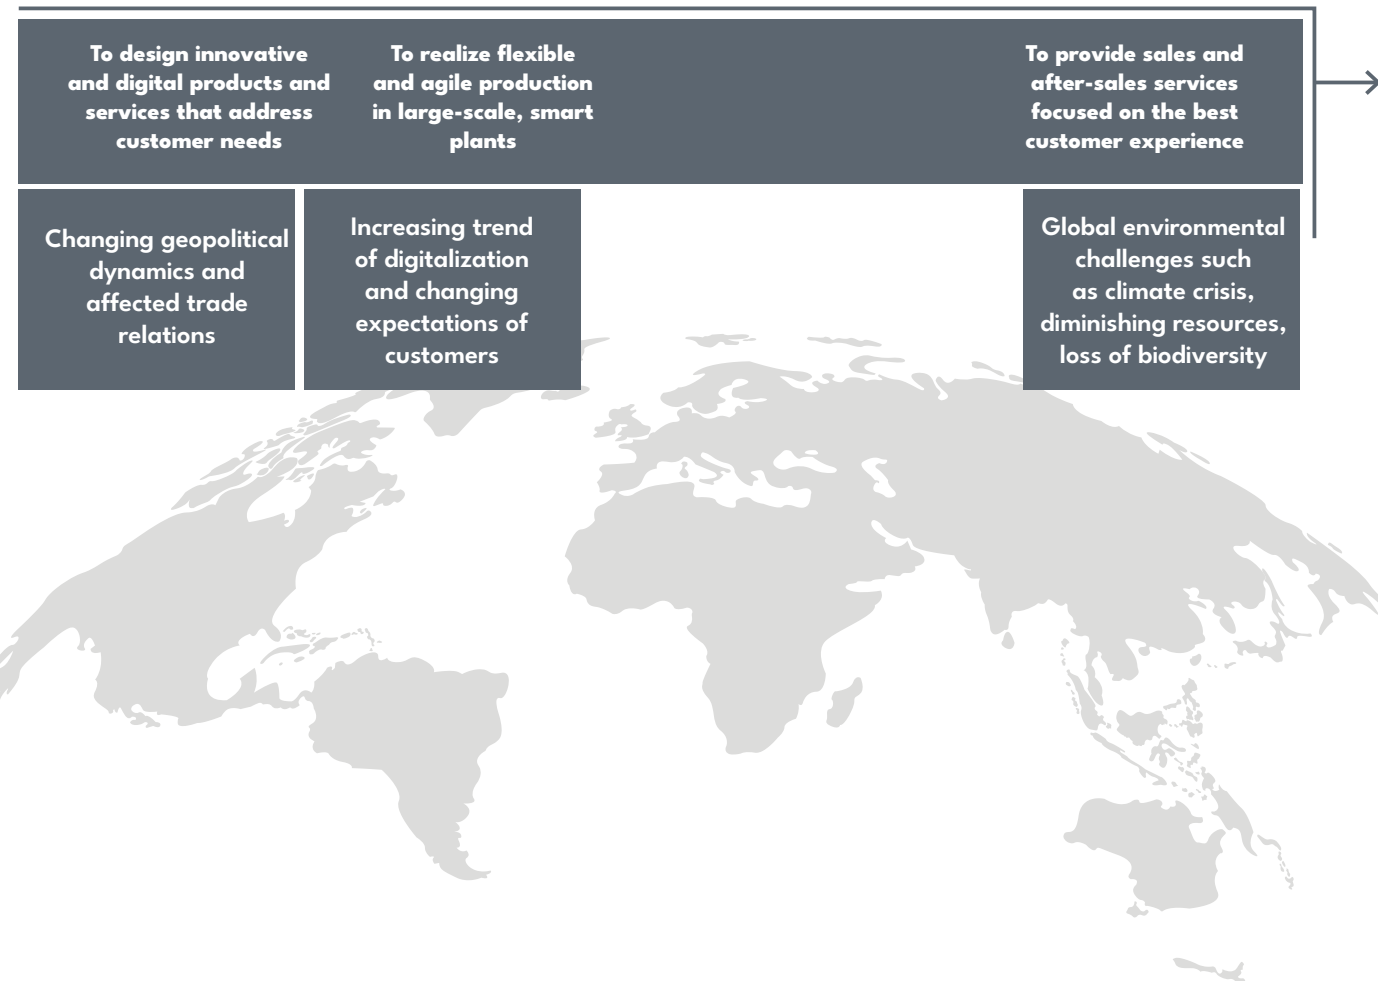 To design innovative
and digital products and
services that address
customer needs
To realize flexible
and agile production
in large-scale, smart
plants
To provide sales and
after-sales services
focused on the best
customer experience
Changing geopolitical
dynamics and
affected trade
relations
Increasing trend
of digitalization
and changing
expectations of
customers
Global environmental
challenges such
as climate crisis,
diminishing resources,
loss of biodiversity